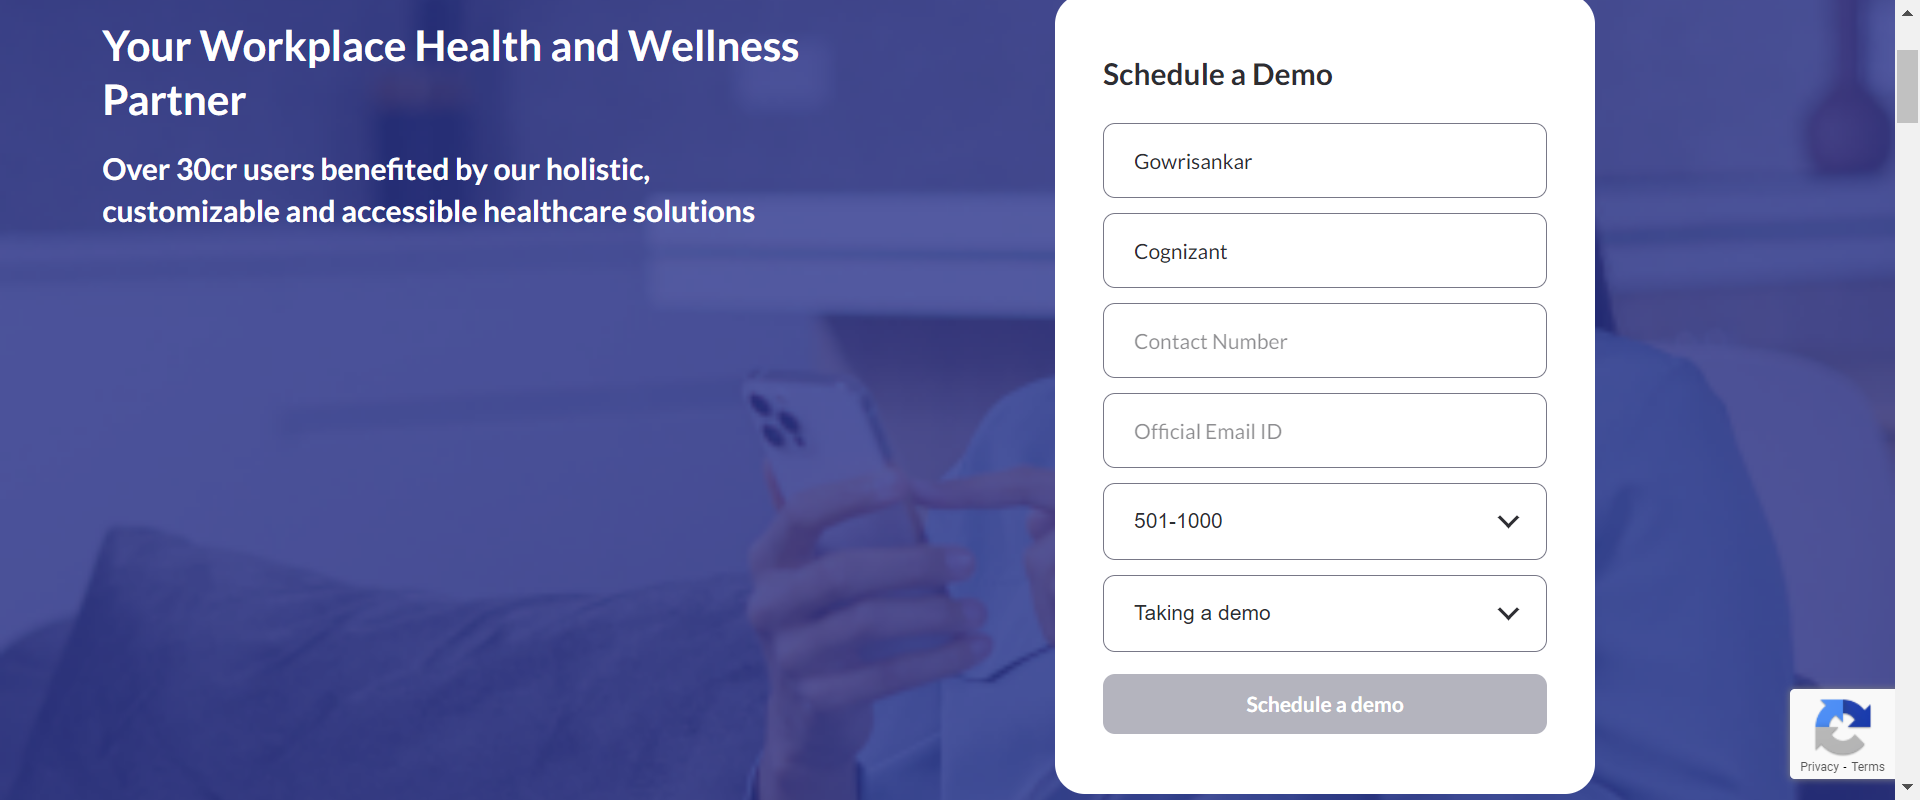 Your Workplace Health and Wellness
Partner
Over 30cr users benefited by our holistic,
customizable and accessible healthcare solutions
Schedule a Demo
Gowrisankar
Cognizant
Contact Number
Official Email ID
501-1000
Taking a demo
Schedule a demo
Privacy - Terms